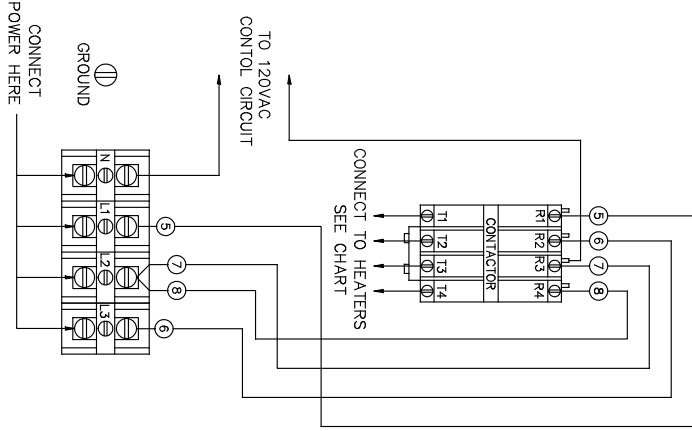 CONNECT
POWER HERE
GROUND
TO 120VAC
CONTOL CIRCUIT
N
L1
L2
L3
5
7
8
6
CONNECT TO HEATERS
SEE CHART
CONTACTOR
T1
T2
T3
T4
R1
R2
R3
R4
5
6
7
8